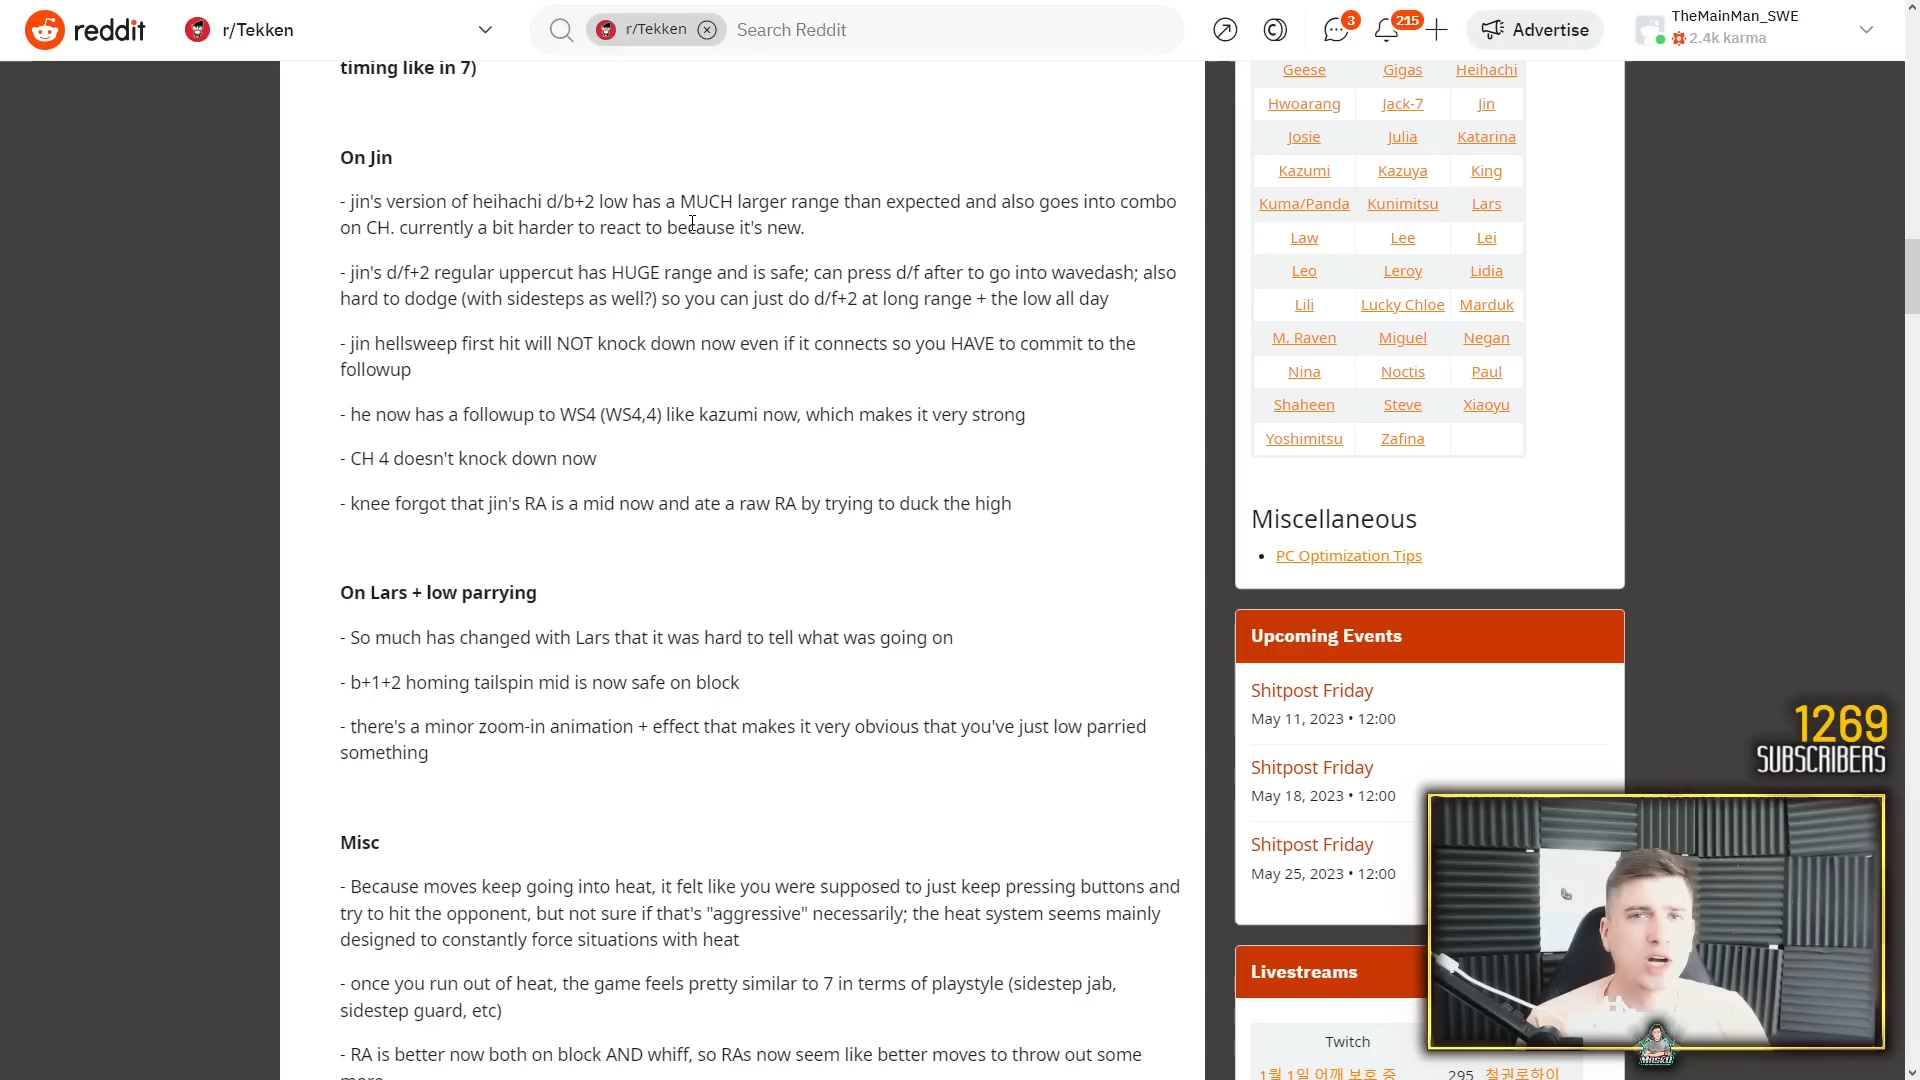 reddit
r/Tekken
r/Tekken
Search Reddit
3
215
Advertise
TheMainMan_SWE
2.4k karma
timing like in 7)
On Jin
- jin's version of heihachi d/b+2 low has a MUCH larger range than expected and also goes into combo
on CH. currently a bit harder to react to because it's new.
- jin's d/f+2 regular uppercut has HUGE range and is safe; can press d/f after to go into wavedash; also
hard to dodge (with sidesteps as well?) so you can just do d/f+2 at long range + the low all day
- jin hellsweep first hit will NOT knock down now even if it connects so you HAVE to commit to the
followup
- he now has a followup to WS4 (WS4,4) like kazumi now, which makes it very strong
- CH 4 doesn't knock down now
- knee forgot that jin's RA is a mid now and ate a raw RA by trying to duck the high
On Lars + low parrying
- So much has changed with Lars that it was hard to tell what was going on
- b+1+2 homing tailspin mid is now safe on block
- there's a minor zoom-in animation + effect that makes it very obvious that you've just low parried
something
Misc
- Because moves keep going into heat, it felt like you were supposed to just keep pressing buttons and
try to hit the opponent, but not sure if that's "aggressive" necessarily; the heat system seems mainly
designed to constantly force situations with heat
- once you run out of heat, the game feels pretty similar to 7 in terms of playstyle (sidestep jab,
sidestep guard, etc)
- RA is better now both on block AND whiff, so RAs now seem like better moves to throw out some
more
Geese Gigas Heihachi
Hwoarang Jack-7 Jin
Josie Julia Katarina
Kazumi Kazuya King
Kuma/Panda Kunimitsu Lars
Law Lee Lei
Leo Leroy Lidia
Lili Lucky Chloe Marduk
M. Raven Miguel Negan
Nina Noctis Paul
Shaheen Steve Xiaoyu
Yoshimitsu Zafina
Miscellaneous
• PC Optimization Tips
Upcoming Events
Shitpost Friday
May 11, 2023 • 12:00
Shitpost Friday
May 18, 2023 • 12:00
Shitpost Friday
May 25, 2023 • 12:00
Livestreams
Twitch
1월 1일 어깨 보호 중 295 철권로하이
1269
SUBSCRIBERS